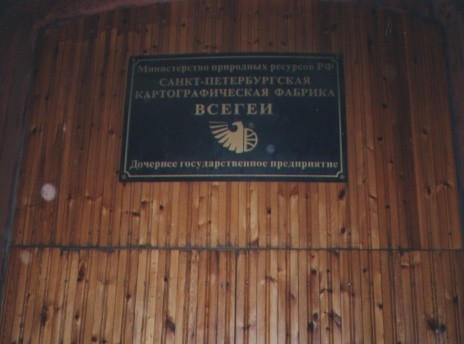 Министерство природных ресурсов РФ
САНКТ-ПЕТЕРБУРГСКАЯ
КАРТОГРАФИЧЕСКАЯ ФАБРИКА
ВСЕГЕИ
Дочернее государственное предприятие